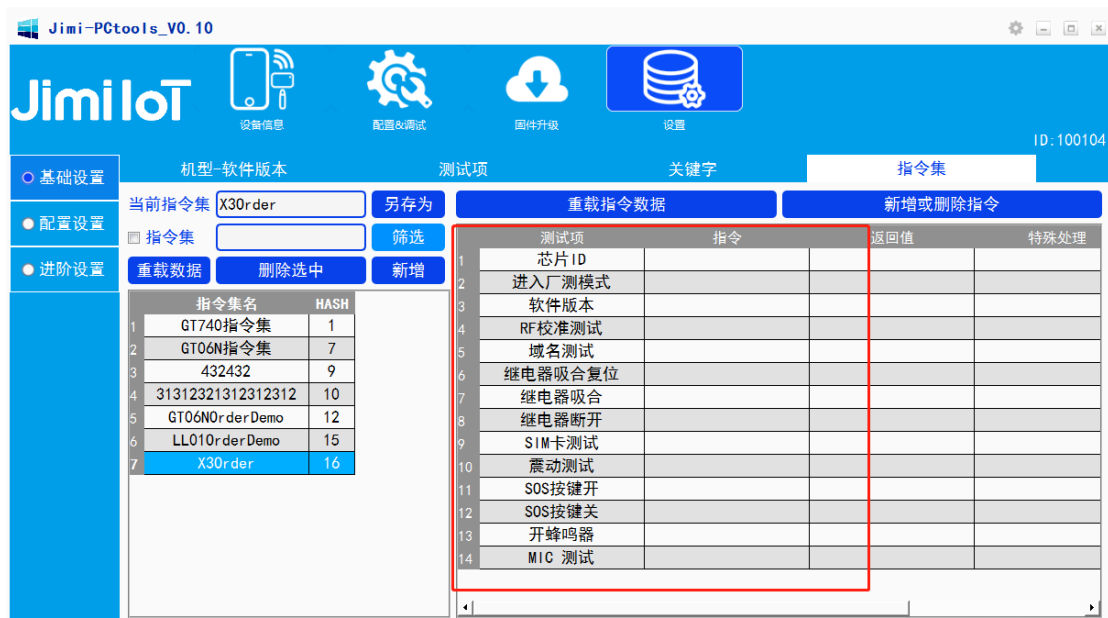 Jimi-PCtools_V0.10
Jimi IoT
设备信息
配置&调试
固件升级
设置
ID:100104
基础设置
配置设置
进阶设置
机型-软件版本
测试项
关键字
指令集
当前指令集 X3Order 另存为
指令集 筛选
重载数据 删除选中 新增
重载指令数据 新增或删除指令
指令集名 HASH
1 GT740指令集 1
2 GT06N指令集 7
3 432432 9
4 31312321312312312 10
5 GT06NOrderDemo 12
6 LL01OrderDemo 15
7 X3Order 16
测试项 指令 返回值 特殊处理
1 芯片ID
2 进入厂测模式
3 软件版本
4 RF校准测试
5 域名测试
6 继电器吸合复位
7 继电器吸合
8 继电器断开
9 SIM卡测试
10 震动测试
11 SOS按键开
12 SOS按键关
13 开蜂鸣器
14 MIC 测试